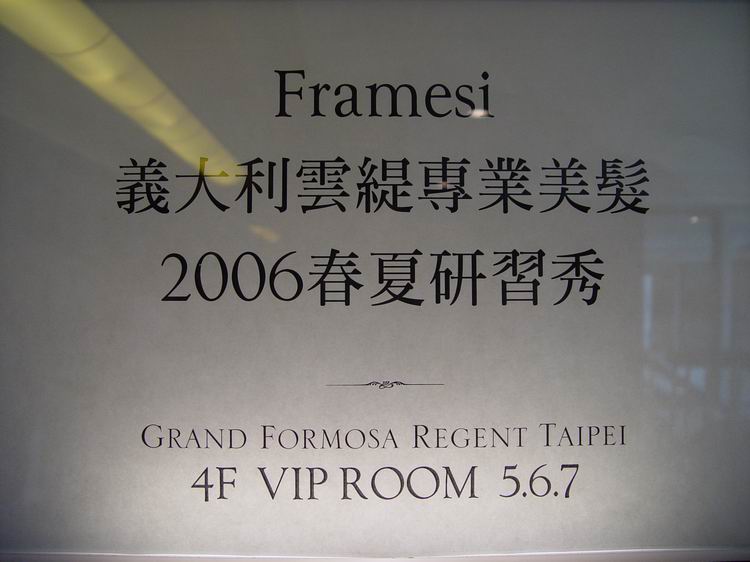 Framesi
義大利雲緹專業美髮
2006春夏研習秀
GRAND FORMOSA REGENT TAIPEI
4F VIP ROOM 5.6.7